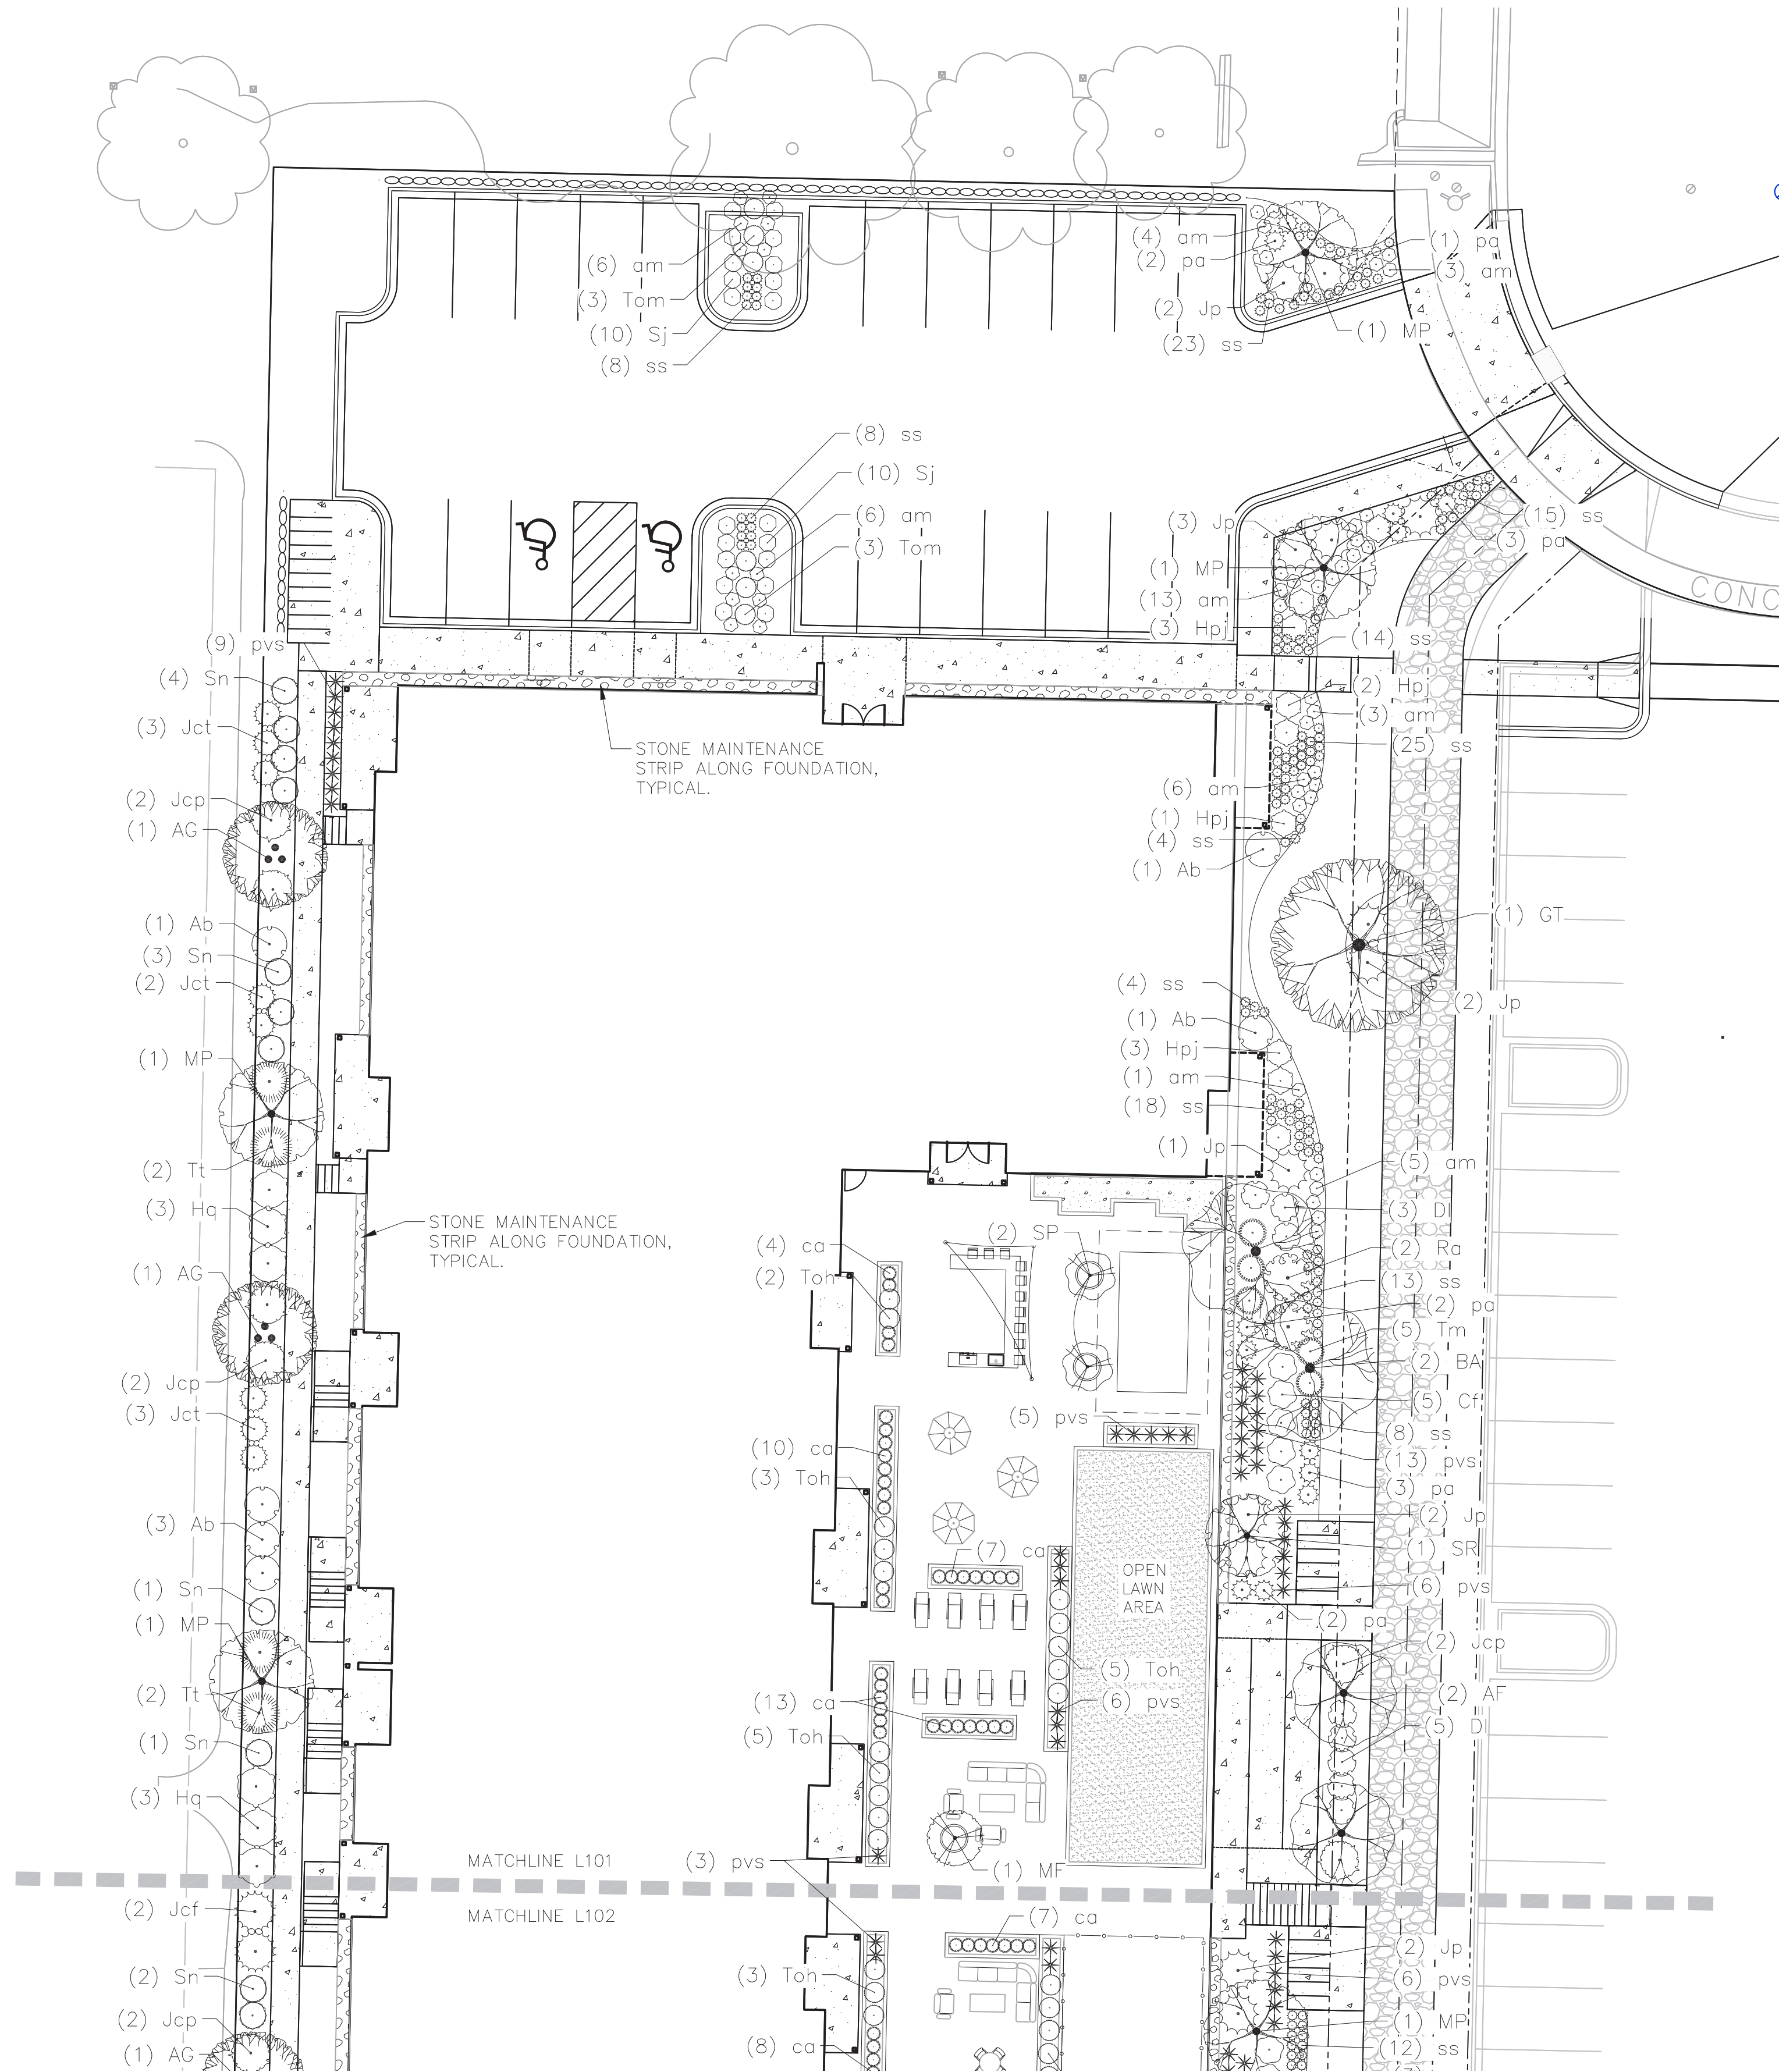 (6) am
(3) Tom
(10) Sj
(8) ss
(4) am
(2) pa
(2) Jp
(23) ss
(1) pa
(3) am
(1) MP
(8) ss
(10) Sj
(6) am
(3) Tom
(3) Jp
(1) MP
(13) am
(3) Hpj
(15) ss
(3) pa
(14) ss
CONC
(9) pvs
(4) Sn
(3) Jct
(2) Jcp
(1) AG
(1) Ab
(3) Sn
(2) Jct
(1) MP
(2) Tt
(3) Hq
(1) AG
(2) Jcp
(3) Jct
(3) Ab
(1) Sn
(1) MP
(2) Tt
(1) Sn
(3) Hq
STONE MAINTENANCE
STRIP ALONG FOUNDATION,
TYPICAL.
STONE MAINTENANCE
STRIP ALONG FOUNDATION,
TYPICAL.
(2) Hpj
(3) am
(25) ss
(6) am
(1) Hpj
(4) ss
(1) Ab
(1) GT
(2) Jp
(4) ss
(1) Ab
(3) Hpj
(1) am
(18) ss
(1) Jp
(5) am
(3) DI
(2) Ra
(13) ss
(2) pa
(5) Tm
(2) BA
(5) Cf
(8) ss
(13) pvs
(3) pa
(2) Jp
(1) SR
(6) pvs
(2) pa
(2) Jcp
(2) AF
(5) DI
(4) ca
(2) Toh
(2) SP
(5) pvs
(10) ca
(3) Toh
(7) ca
OPEN
LAWN
AREA
(5) Toh
(6) pvs
(13) ca
(5) Toh
(3) pvs
(1) MF
MATCHLINE L101
MATCHLINE L102
(2) Jcf
(2) Sn
(2) Jcp
(1) AG
(7) ca
(3) Toh
(8) ca
(2) Jp
(6) pvs
(1) MP
(12) ss